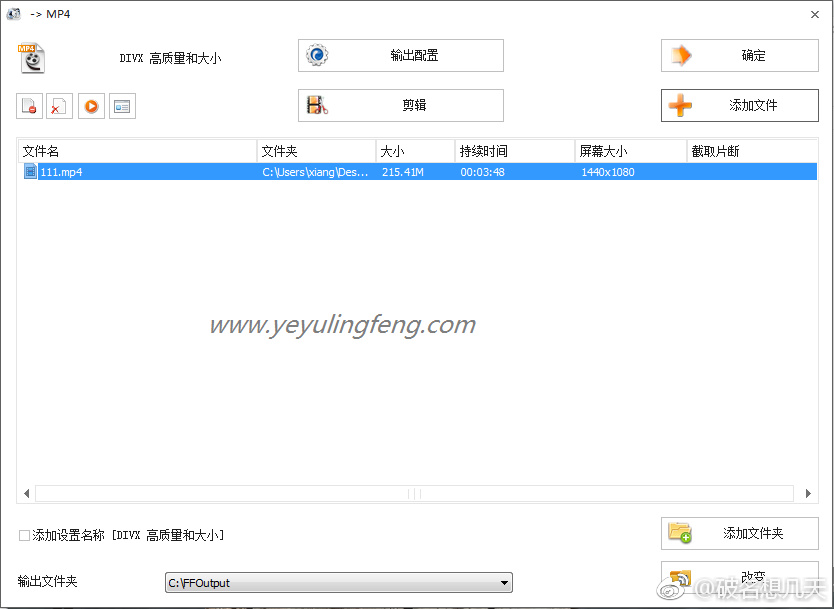 -> MP4
MP4
DIVX 高质量和大小
输出配置
确定
剪辑
添加文件
文件名 文件夹 大小 持续时间 屏幕大小 截取片断
111.mp4 C:\Users\xiang\Des... 215.41M 00:03:48 1440x1080
www.yeyulingfeng.com
添加设置名称 [DIVX 高质量和大小]
添加文件夹
输出文件夹
C:\FFOutput
改变
@破名想几天